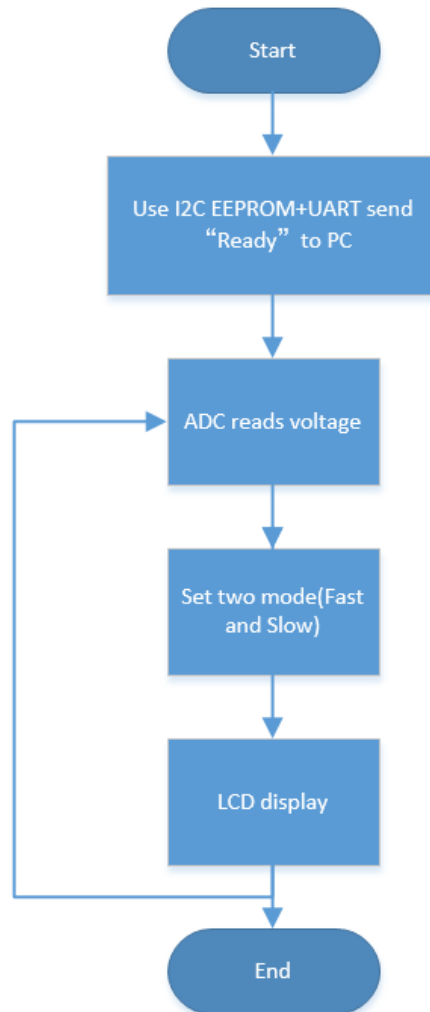 Start
Use I2C EEPROM+UART send
“Ready” to PC
ADC reads voltage
Set two mode(Fast
and Slow)
LCD display
End